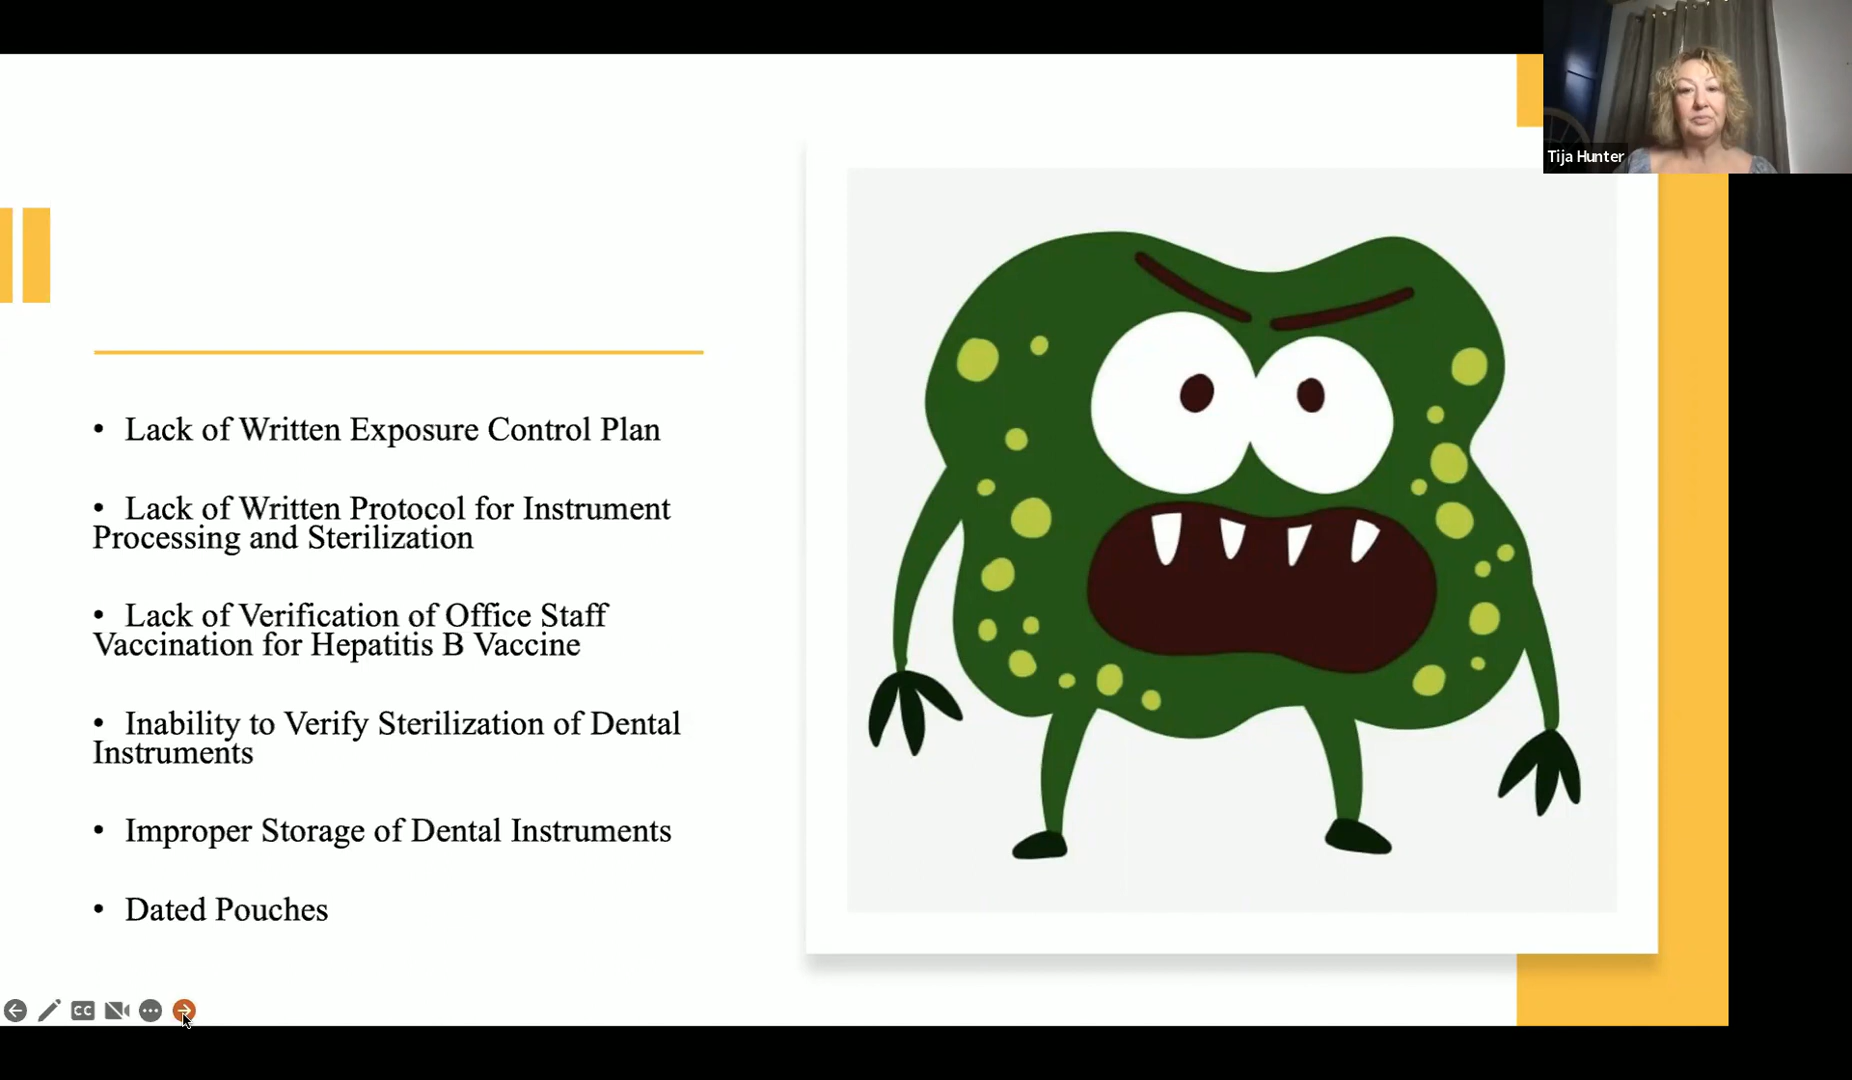 Tija Hunter
• Lack of Written Exposure Control Plan
• Lack of Written Protocol for Instrument
Processing and Sterilization
• Lack of Verification of Office Staff
Vaccination for Hepatitis B Vaccine
• Inability to Verify Sterilization of Dental
Instruments
• Improper Storage of Dental Instruments
• Dated Pouches
CC